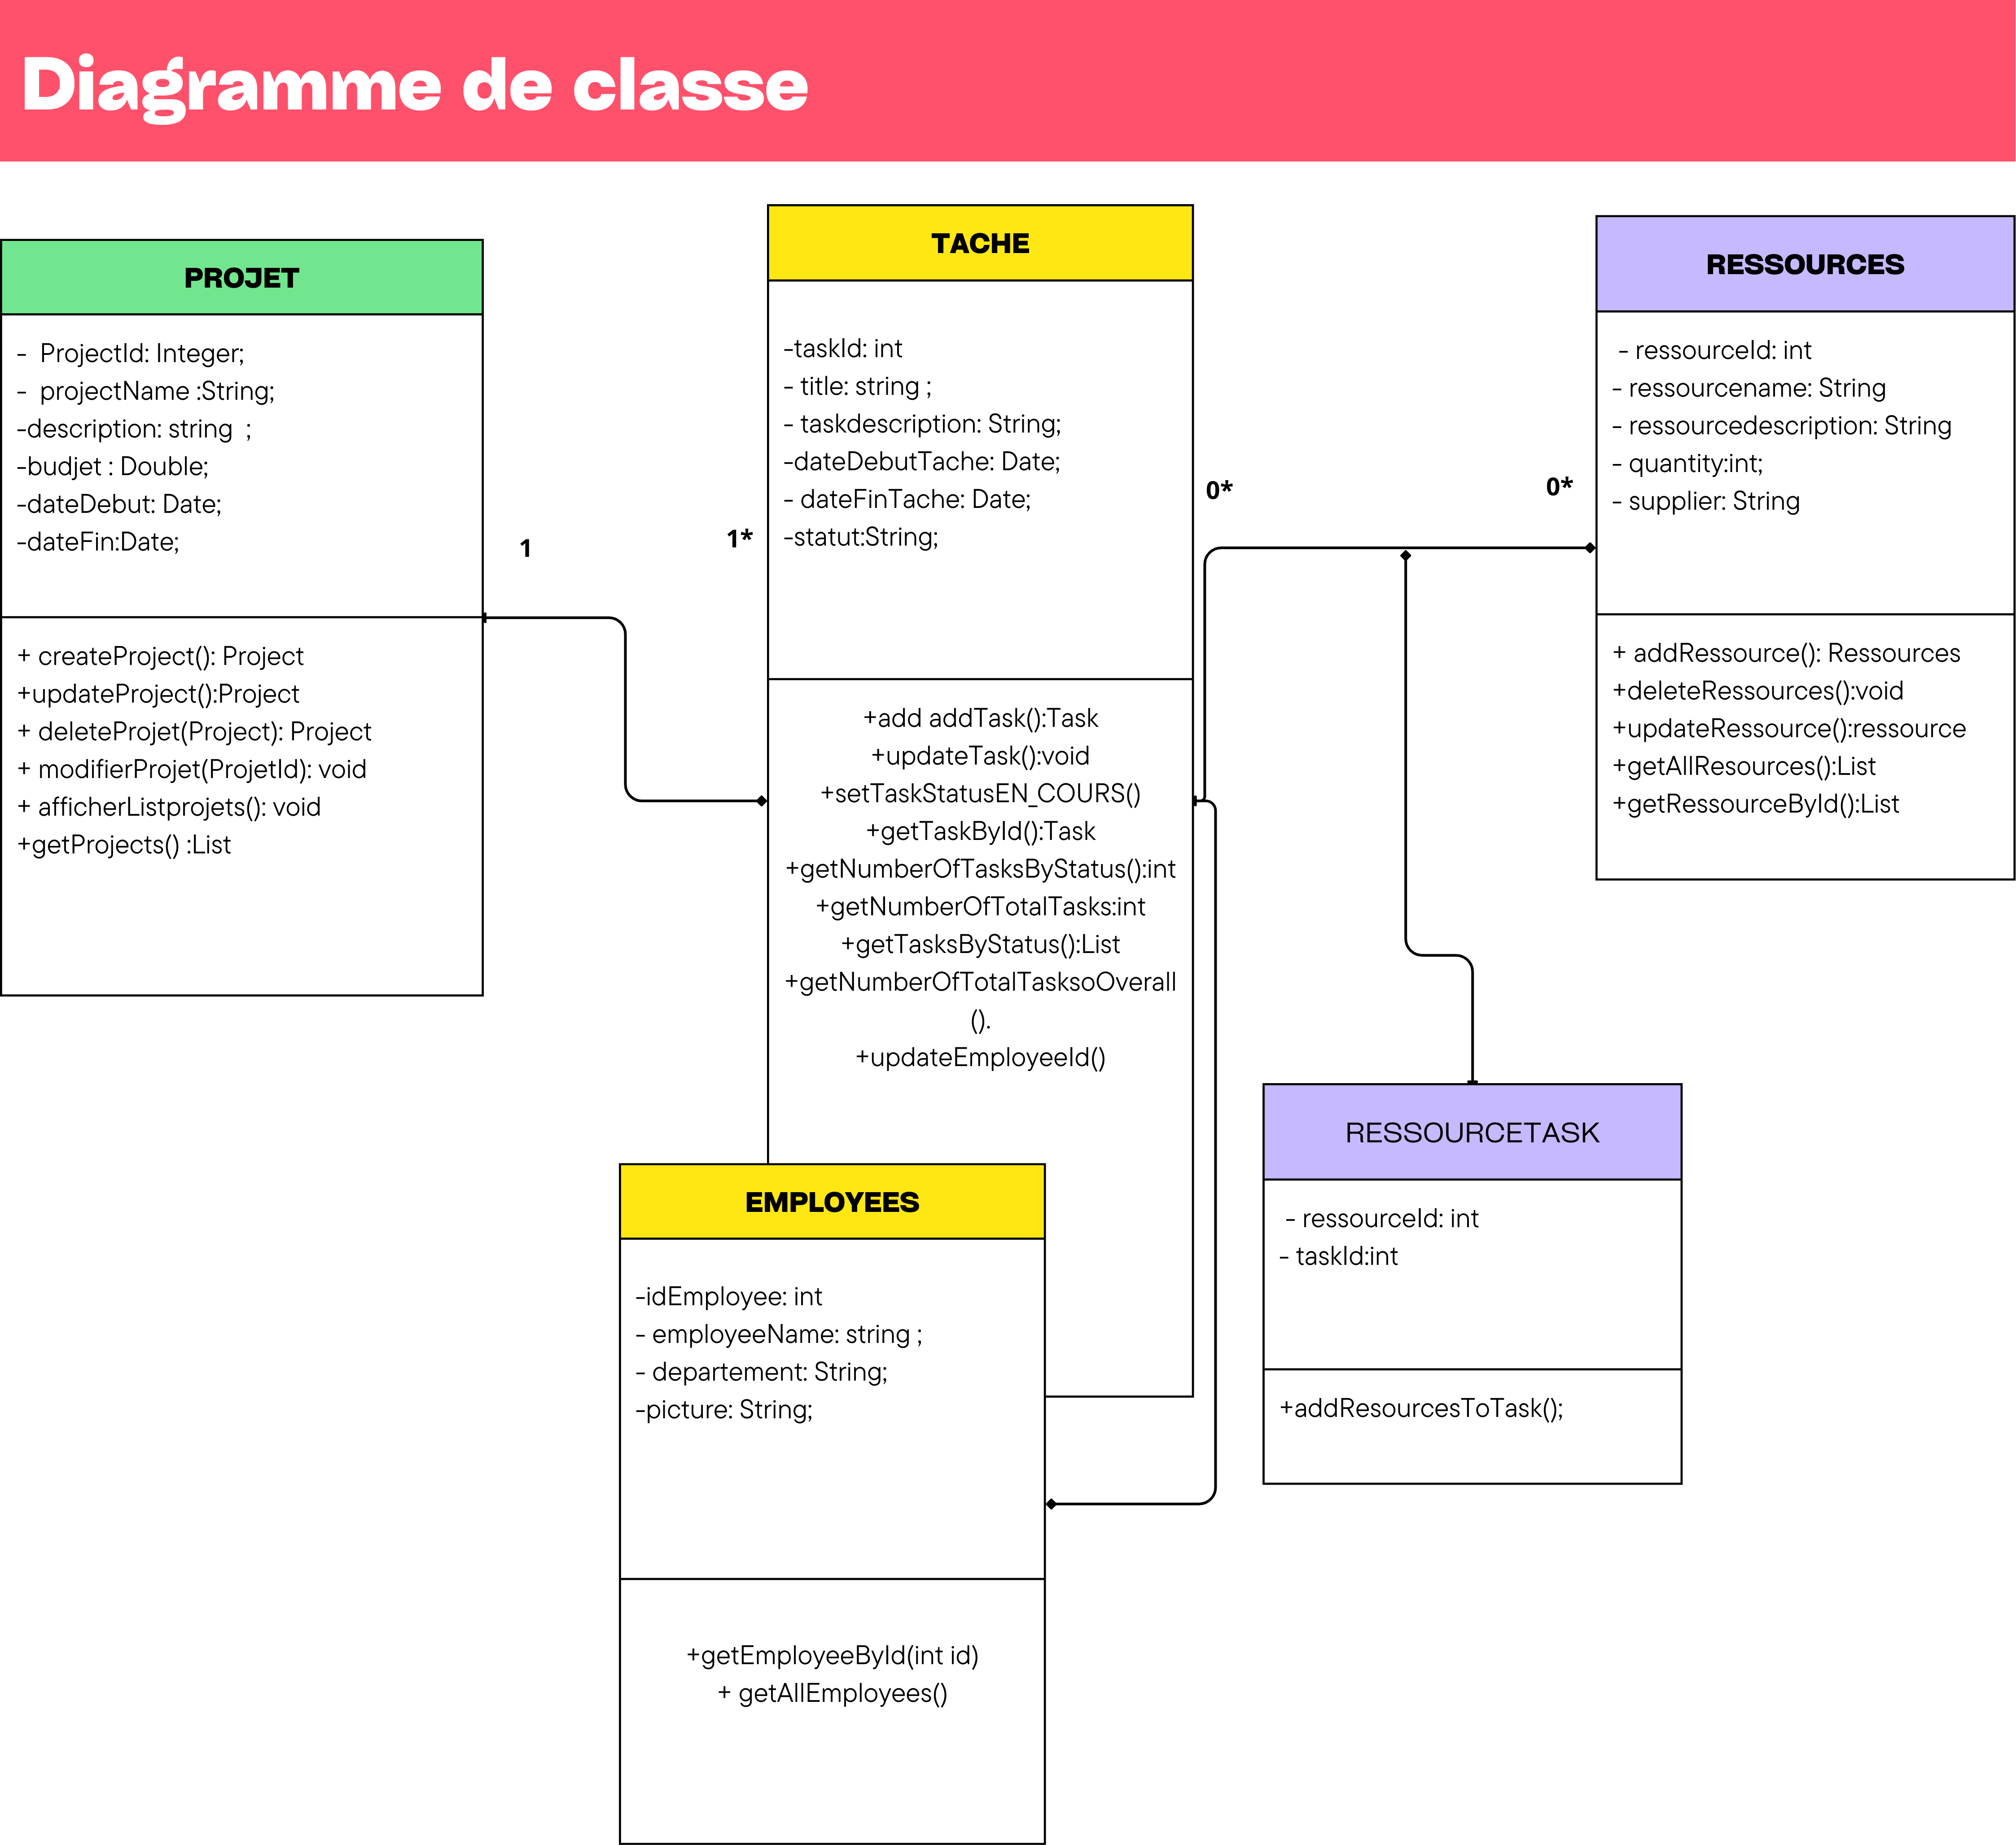 Diagramme de classe
PROJET
-  ProjectId: Integer;
-  projectName :String;
-description: string  ;
-budjet : Double;
-dateDebut: Date;
-dateFin:Date;
+ createProject(): Project
+updateProject():Project
+ deleteProjet(Project): Project
+ modifierProjet(ProjetId): void
+ afficherListprojets(): void
+getProjects() :List
1
1*
TACHE
-taskId: int
- title: string ;
- taskdescription: String;
-dateDebutTache: Date;
- dateFinTache: Date;
-statut:String;
+add addTask():Task
+updateTask():void
+setTaskStatusEN_COURS()
+getTaskById():Task
+getNumberOfTasksByStatus():int
+getNumberOfTotalTasks:int
+getTasksByStatus():List
+getNumberOfTotalTasksoOverall
().
+updateEmployeeId()
0*
0*
RESSOURCES
- ressourceId: int
- ressourcename: String
- ressourcedescription: String
- quantity:int;
- supplier: String
+ addRessource(): Ressources
+deleteRessources():void
+updateRessource():ressource
+getAllResources():List
+getRessourceById():List
EMPLOYEES
-idEmployee: int
- employeeName: string ;
- departement: String;
-picture: String;
+getEmployeeById(int id)
+ getAllEmployees()
RESSOURCETASK
- ressourceId: int
- taskId:int
+addResourcesToTask();